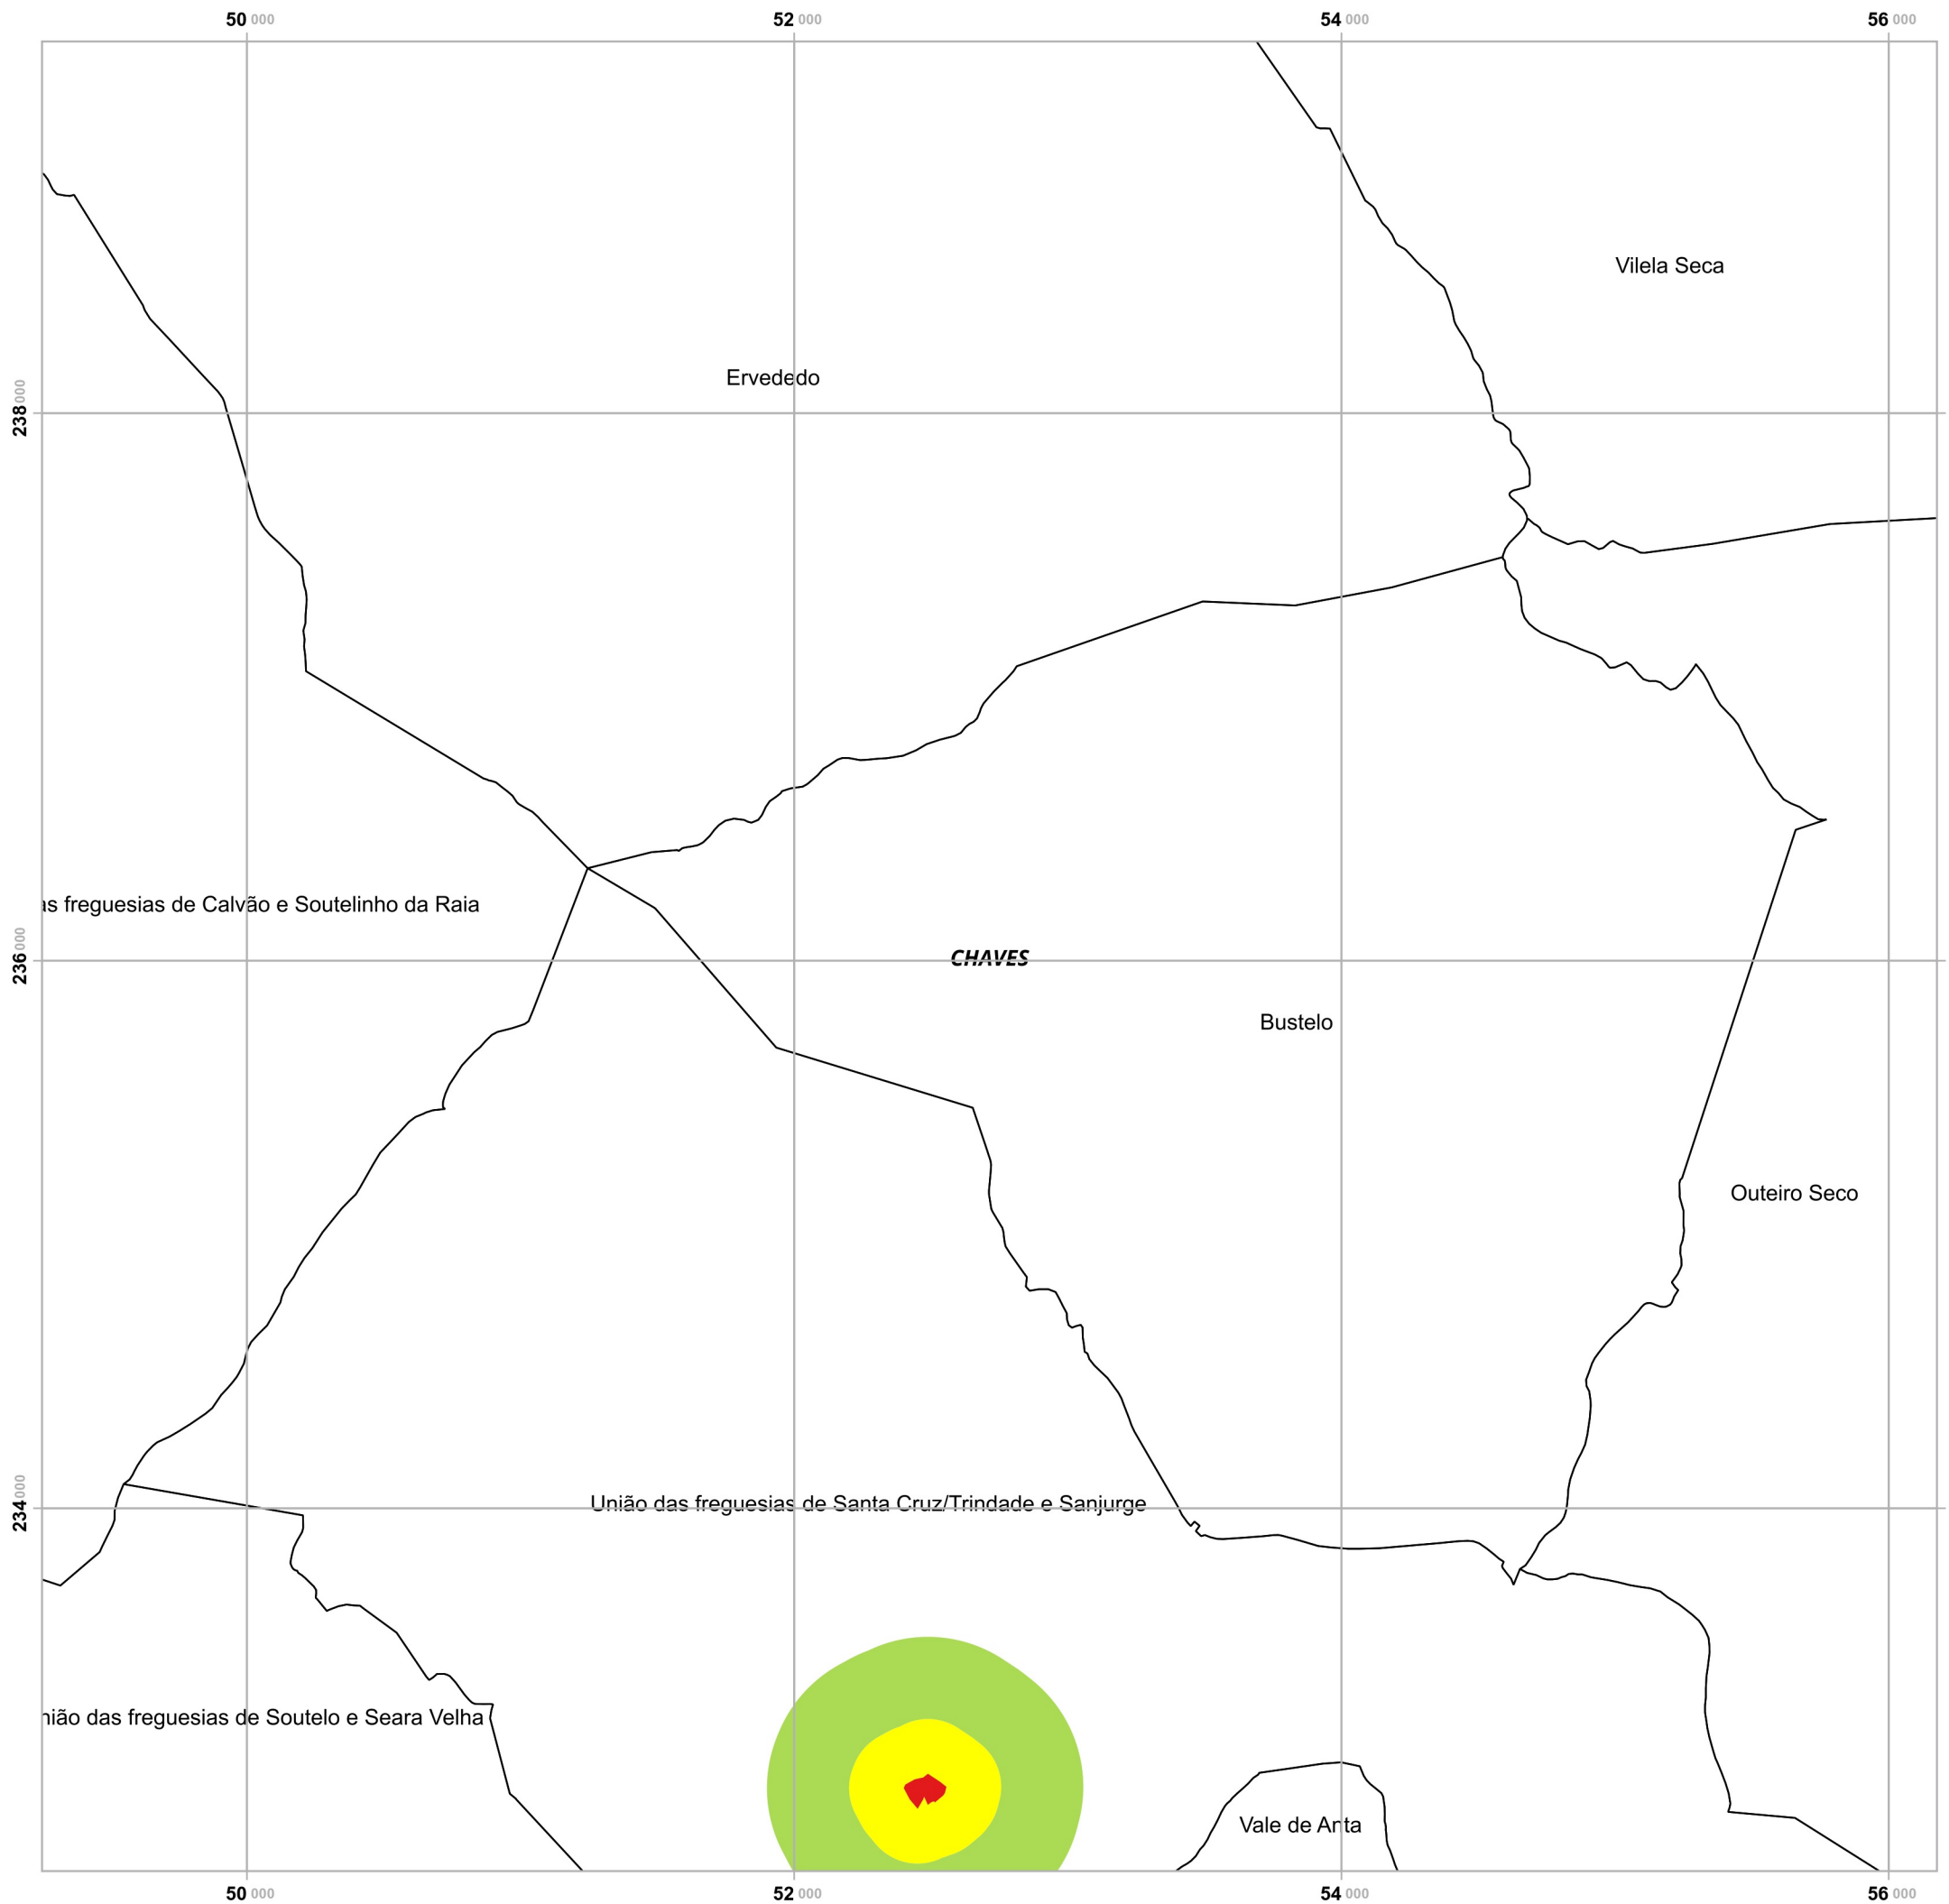 50 000 52 000 54 000 56 000
Vilela Seca
Ervededo
238 000
as freguesias de Calvão e Soutelinho da Raia
236 000
CHAVES
Bustelo
Outeiro Seco
234 000
União das freguesias de Santa Cruz/Trindade e Sanjurge
nião das freguesias de Soutelo e Seara Velha
Vale de Anta
50 000 52 000 54 000 56 000